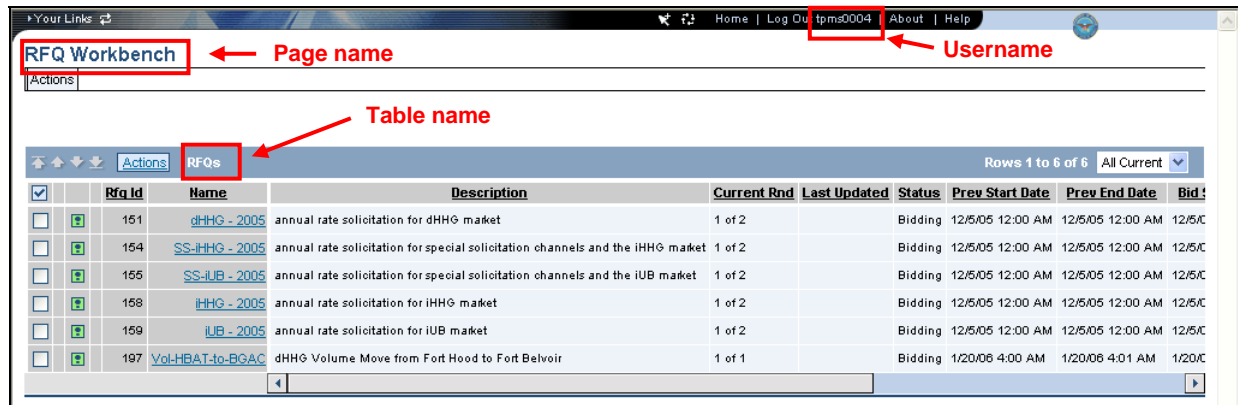 Your Links Home | Log Out tpms0004 | About | Help
RFQ Workbench Page name Username
Actions
Table name
Actions RFQs Rows 1 to 6 of 6 All Current
Rfq Id Name Description Current Rnd Last Updated Status Prev Start Date Prev End Date Bid
151 dHHG - 2005 annual rate solicitation for dHHG market 1 of 2 Bidding 12/5/05 12:00 AM 12/5/05 12:00 AM 12/5/0
154 SS-iHHG - 2005 annual rate solicitation for special solicitation channels and the iHHG market 1 of 2 Bidding 12/5/05 12:00 AM 12/5/05 12:00 AM 12/5/0
155 SS-iUB - 2005 annual rate solicitation for special solicitation channels and the iUB market 1 of 2 Bidding 12/5/05 12:00 AM 12/5/05 12:00 AM 12/5/0
158 iHHG - 2005 annual rate solicitation for iHHG market 1 of 2 Bidding 12/5/05 12:00 AM 12/5/05 12:00 AM 12/5/0
159 iUB - 2005 annual rate solicitation for iUB market 1 of 2 Bidding 12/5/05 12:00 AM 12/5/05 12:00 AM 12/5/0
197 Vol-HBAT-to-BGAC dHHG Volume Move from Fort Hood to Fort Belvoir 1 of 1 Bidding 1/20/06 4:00 AM 1/20/06 4:01 AM 1/20/0